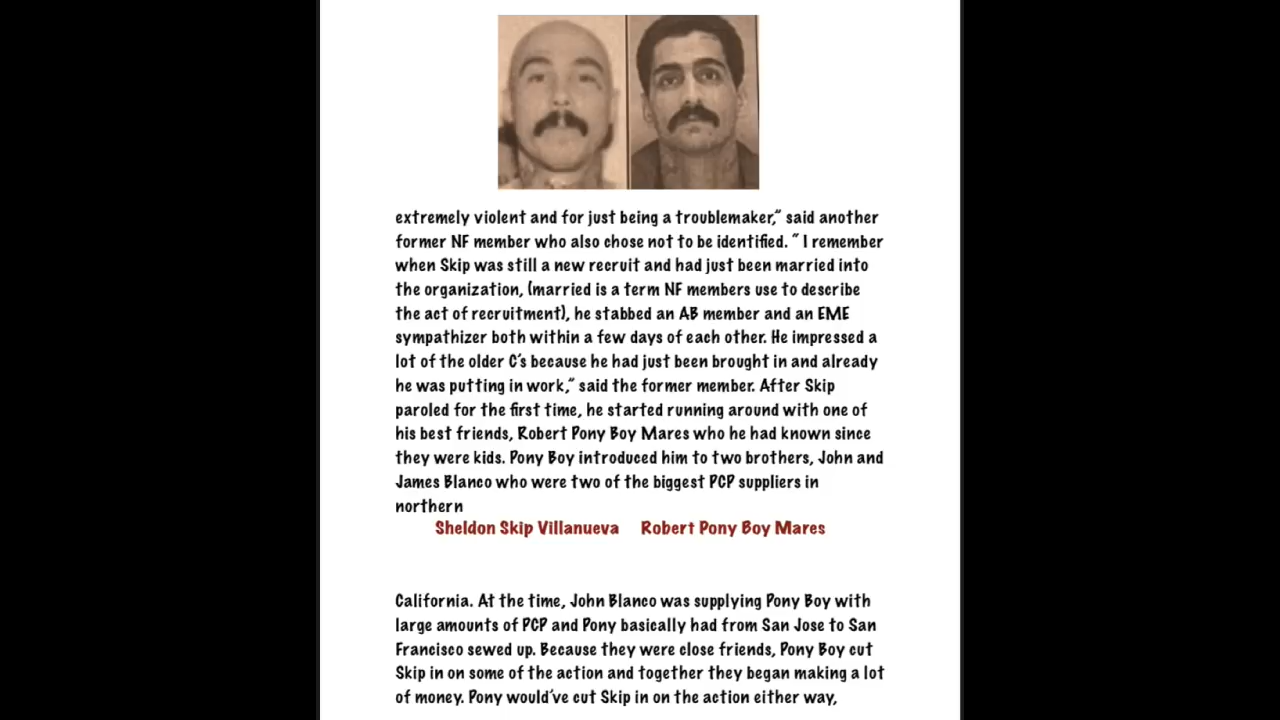 extremely violent and for just being a troublemaker,” said another
former NF member who also chose not to be identified. “ I remember
when Skip was still a new recruit and had just been married into
the organization, (married is a term NF members use to describe
the act of recruitment), he stabbed an AB member and an EME
sympathizer both within a few days of each other. He impressed a
lot of the older C’s because he had just been brought in and already
he was putting in work,” said the former member. After Skip
paroled for the first time, he started running around with one of
his best friends, Robert Pony Boy Mares who he had known since
they were kids. Pony Boy introduced him to two brothers, John and
James Blanco who were two of the biggest PCP suppliers in
northern
Sheldon Skip Villanueva Robert Pony Boy Mares
California. At the time, John Blanco was supplying Pony Boy with
large amounts of PCP and Pony basically had from San Jose to San
Francisco sewed up. Because they were close friends, Pony Boy cut
Skip in on some of the action and together they began making a lot
of money. Pony would’ve cut Skip in on the action either way,